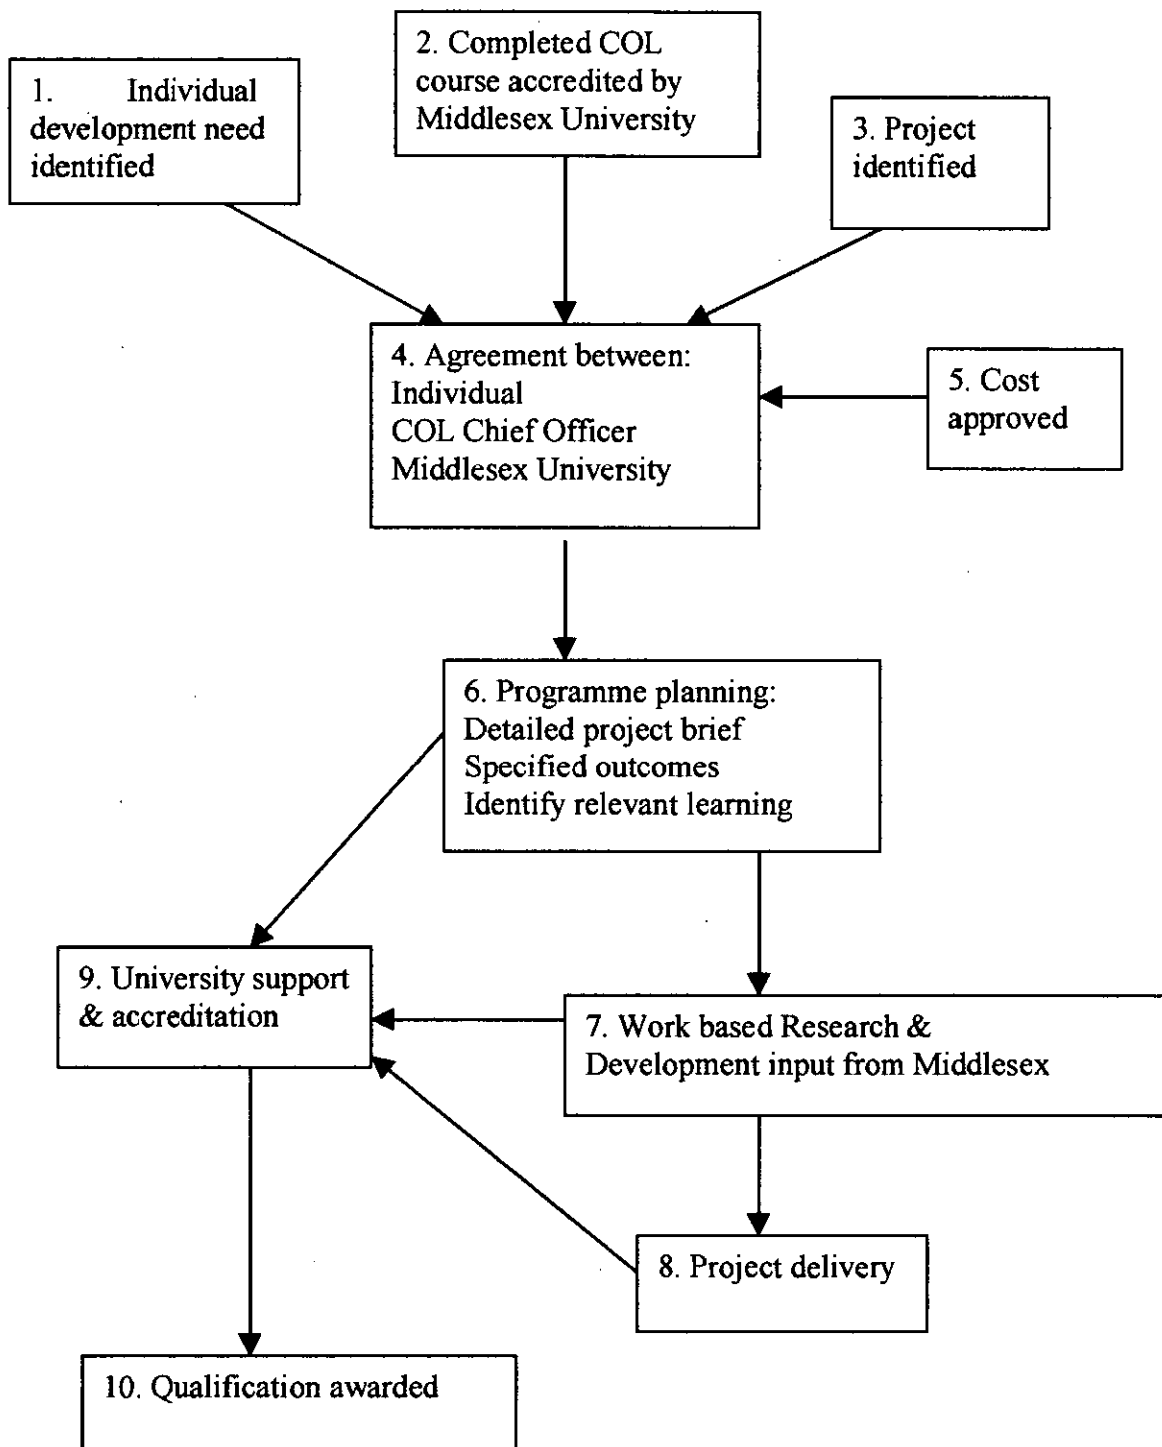 1. Individual
development need
identified
2. Completed COL
course accredited by
Middlesex University
3. Project
identified
4. Agreement between:
Individual
COL Chief Officer
Middlesex University
5. Cost
approved
6. Programme planning:
Detailed project brief
Specified outcomes
Identify relevant learning
9. University support
& accreditation
7. Work based Research &
Development input from Middlesex
8. Project delivery
10. Qualification awarded